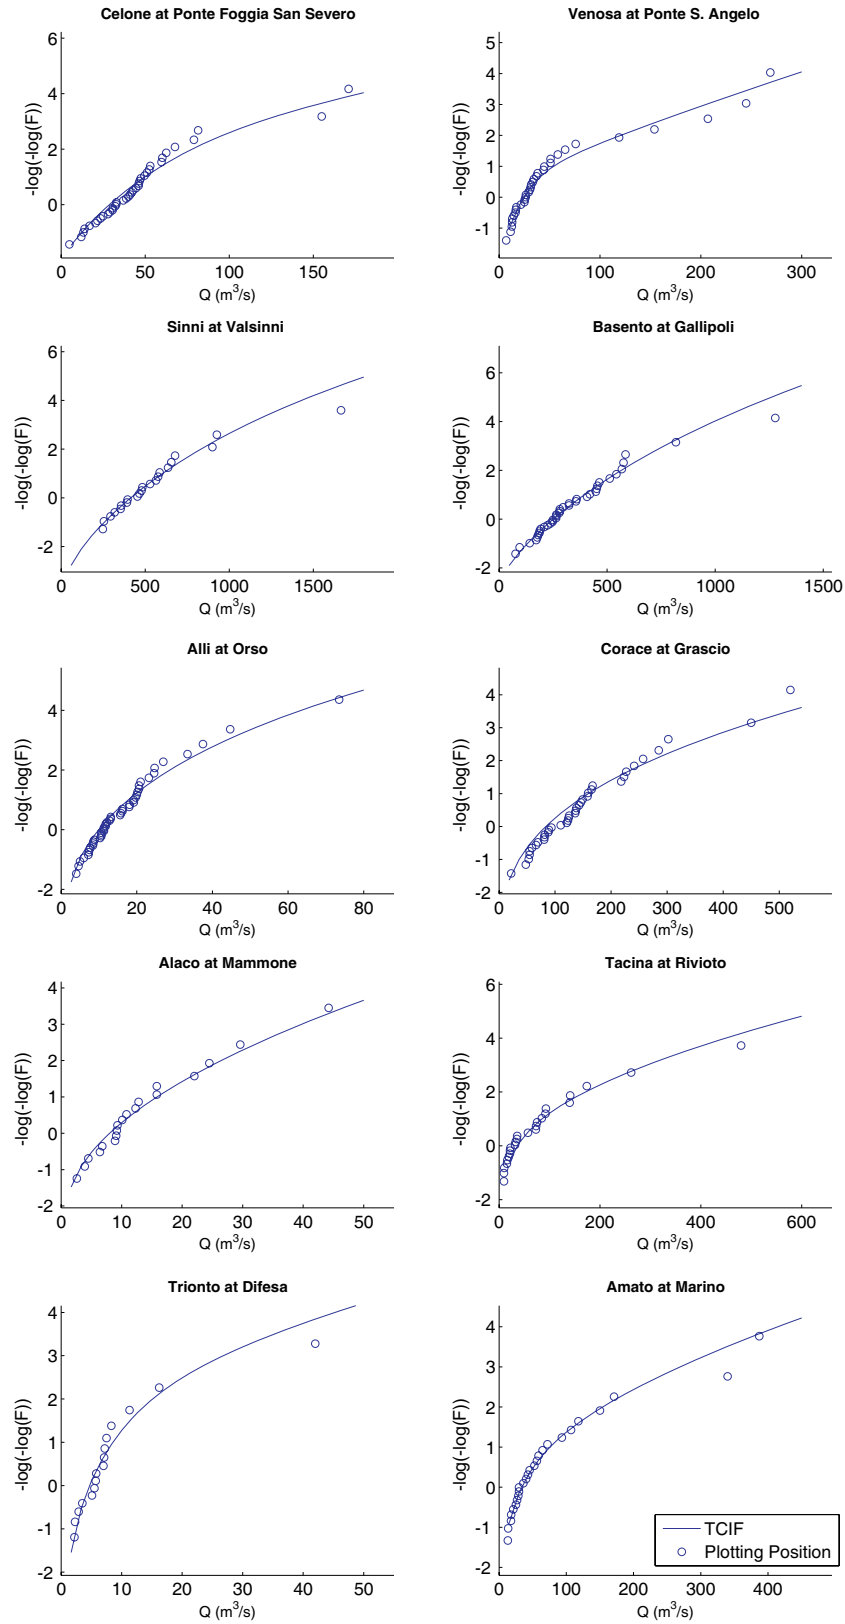 Celone at Ponte Foggia San Severo
6
4
2
0
-log(-log(F))
0 50 100 150
Q (m³/s)
Venosa at Ponte S. Angelo
5
4
3
2
1
0
-1
-log(-log(F))
0 100 200 300
Q (m³/s)
Sinni at Valsinni
6
4
2
0
-2
-log(-log(F))
0 500 1000 1500
Q (m³/s)
Basento at Gallipoli
6
4
2
0
-2
-log(-log(F))
0 500 1000 1500
Q (m³/s)
Alli at Orso
4
2
0
-2
-log(-log(F))
0 20 40 60 80
Q (m³/s)
Corace at Grascio
4
3
2
1
0
-1
-2
-log(-log(F))
0 100 200 300 400 500
Q (m³/s)
Alaco at Mammone
4
3
2
1
0
-1
-2
-log(-log(F))
0 10 20 30 40 50
Q (m³/s)
Tacina at Rivioto
6
4
2
0
-2
-log(-log(F))
0 200 400 600
Q (m³/s)
Trionto at Difesa
4
3
2
1
0
-1
-2
-log(-log(F))
0 10 20 30 40 50
Q (m³/s)
Amato at Marino
4
3
2
1
0
-1
-2
-log(-log(F))
0 100 200 300 400
Q (m³/s)
TCIF
Plotting Position